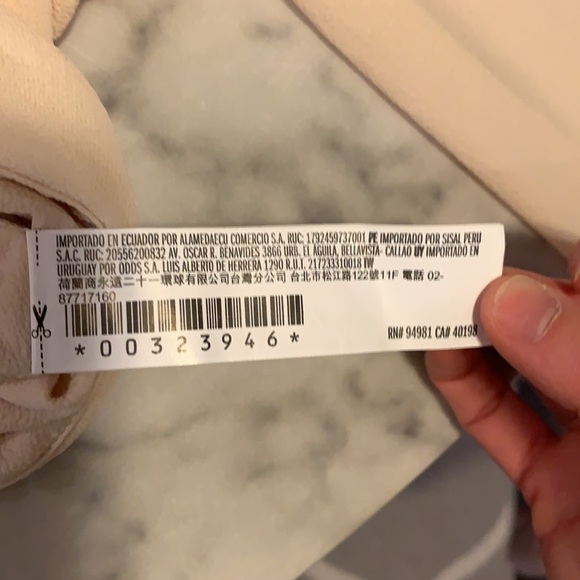 IMPORTADO EN ECUADOR POR ALAMEDAECU COMERCIO S.A. RUC: 1792459737001 PE IMPORTADO POR SISAL PERU
S.A.C. RUC: 20556200832 AV. OSCAR R. BENAVIDES 3866 URB. EL AGUILA, BELLAVISTA- CALLAO UY IMPORTADO EN
URUGUAY POR ODDS S.A. LUIS ALBERTO DE HERRERA 1290 R.U.T. 217233310018 TW
荷蘭商永遠二十一環球有限公司台灣分公司 台北市松江路122號11F 電話 02-
87717160
*00323946*
RN# 94981 CA# 40198